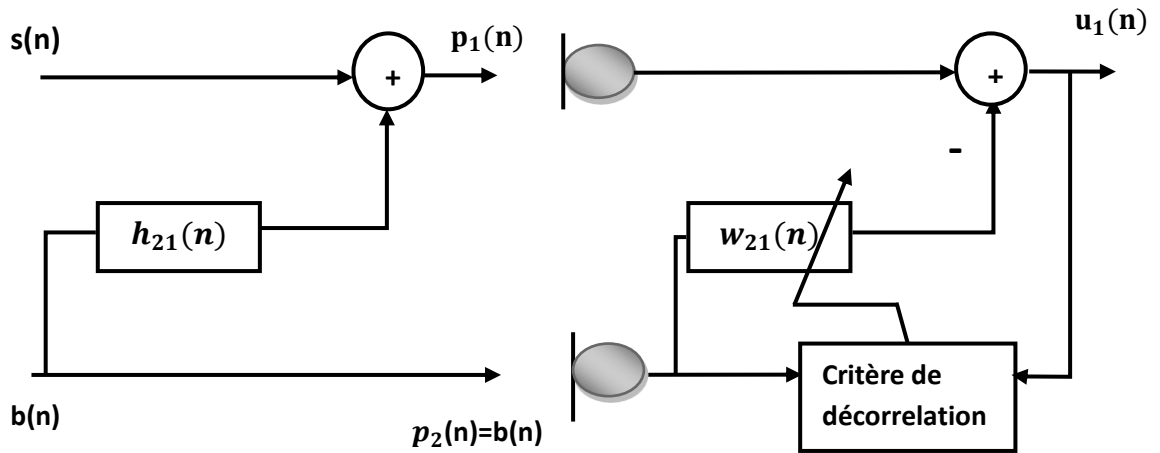 s(n)
+
p₁(n)
u₁(n)
+
-
h₂₁(n)
w₂₁(n)
b(n)
p₂(n)=b(n)
Critère de
décorrelation